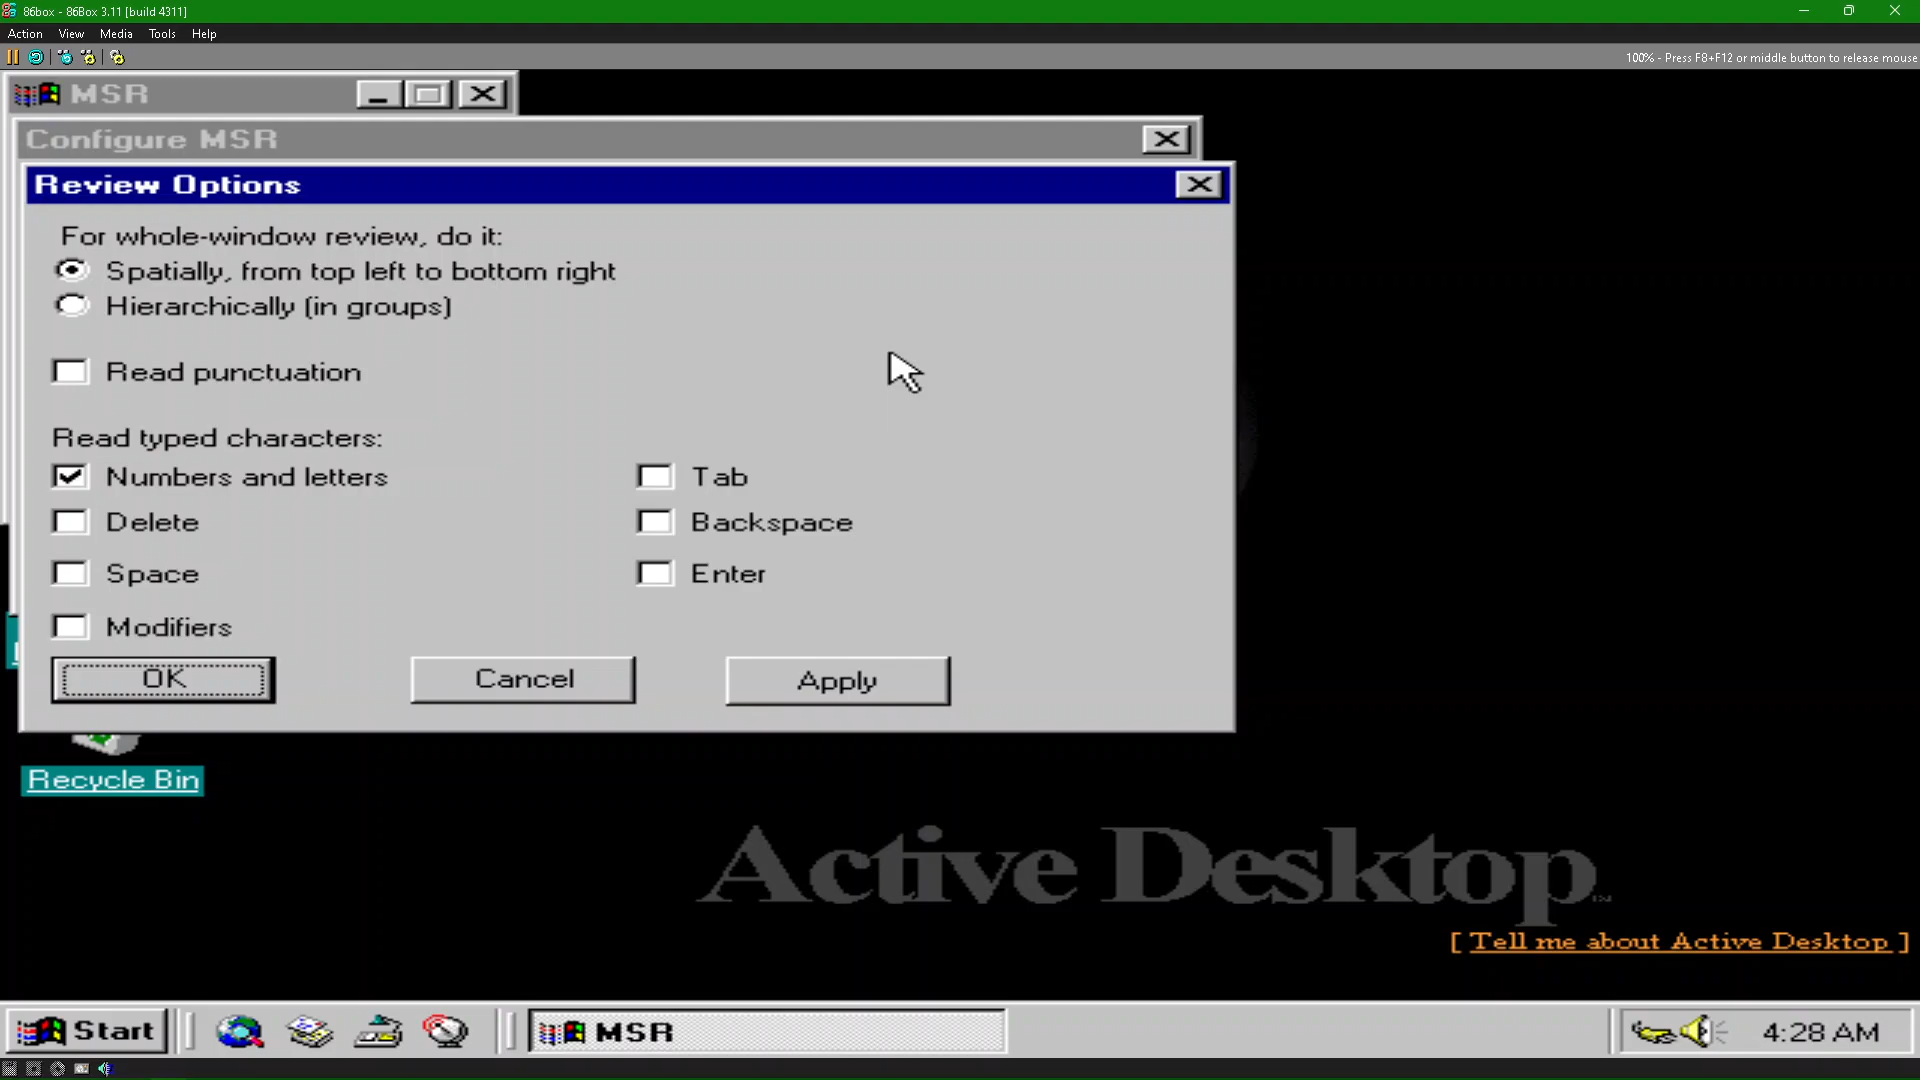 86box - 86Box 3.11 [build 4311]
Action View Media Tools Help
100% - Press F8+F12 or middle button to release mouse
MSR
Configure MSR
Review Options
For whole-window review, do it:
Spatially, from top left to bottom right
Hierarchically (in groups)
Read punctuation
Read typed characters:
Numbers and letters Tab
Delete Backspace
Space Enter
Modifiers
OK Cancel Apply
Recycle Bin
Active Desktop™
[ Tell me about Active Desktop ]
Start MSR 4:28 AM